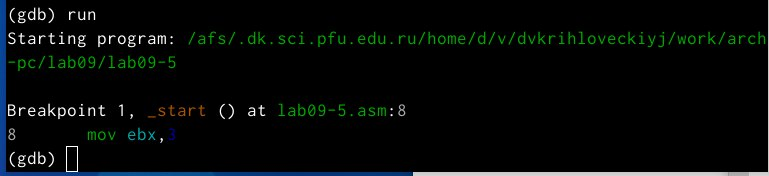 (gdb) run
Starting program: /afs/.dk.sci.pfu.edu.ru/home/d/v/dvkrihloveckiyj/work/arch
-pc/lab09/lab09-5
Breakpoint 1, _start () at lab09-5.asm:8
8 mov ebx,3
(gdb)